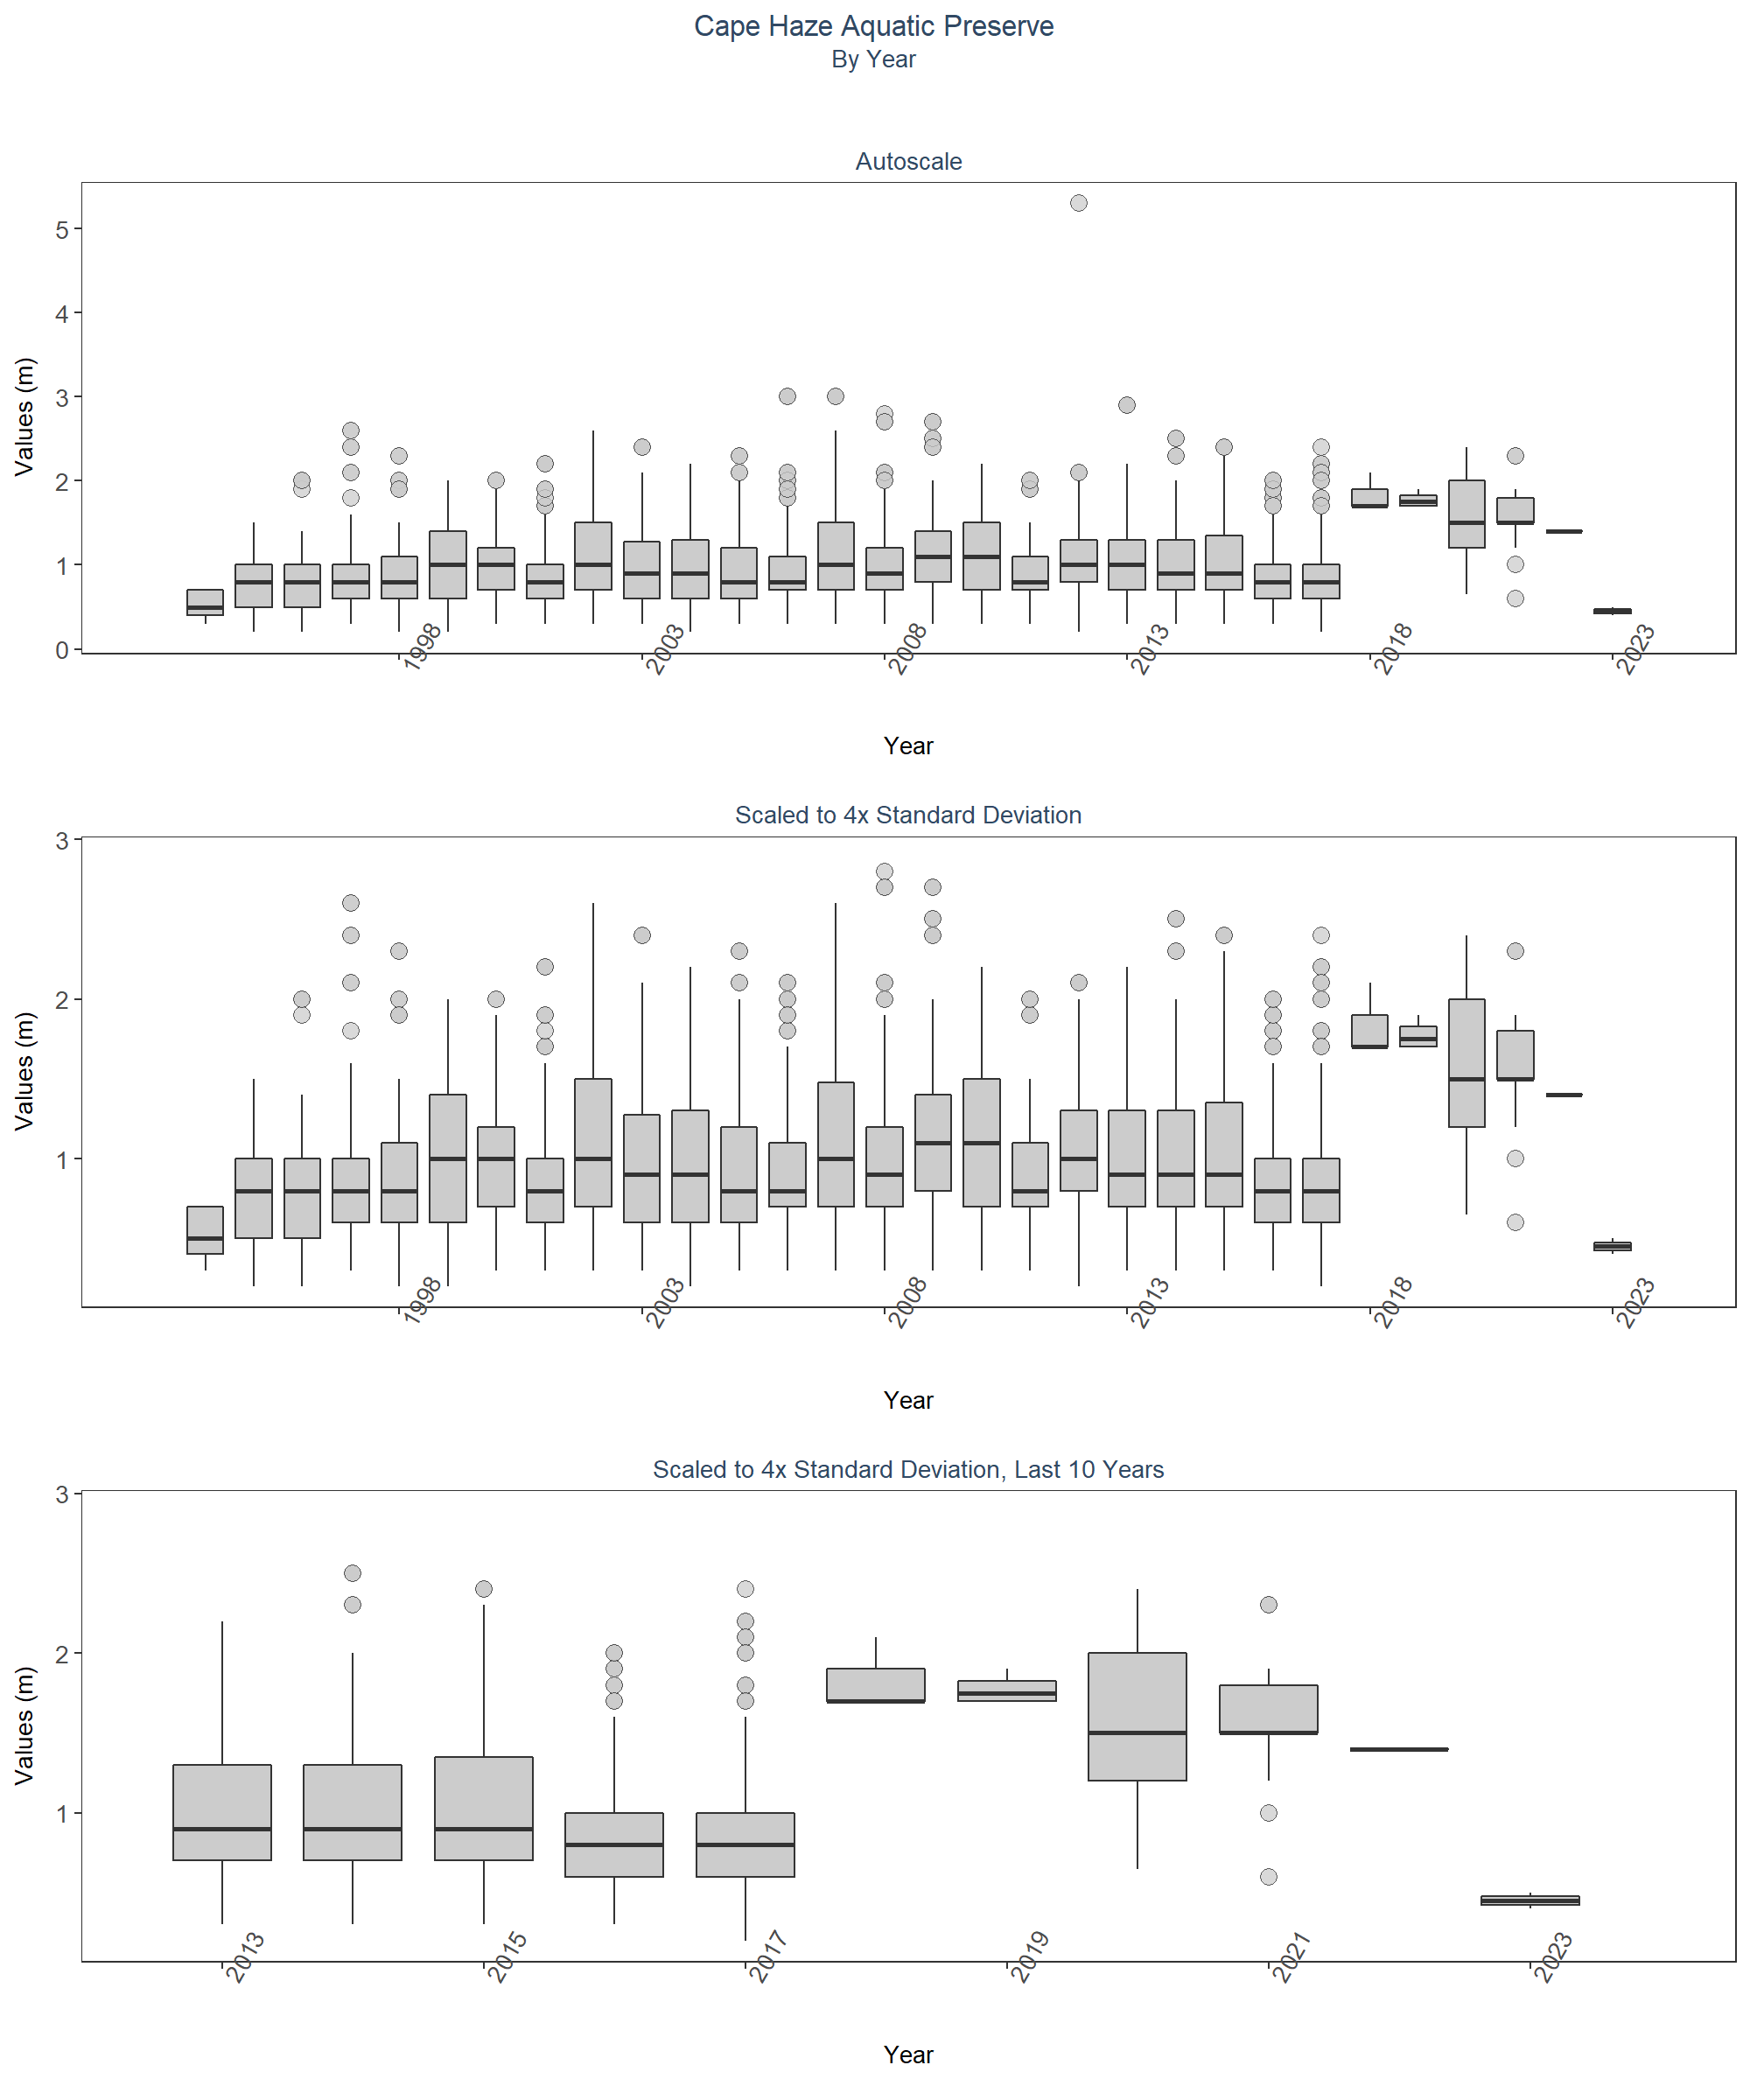 Cape Haze Aquatic Preserve
By Year
Autoscale
Values (m)
5
4
3
2
1
0
1998
2003
2008
2013
2018
2023
Year
Scaled to 4x Standard Deviation
Values (m)
3
2
1
1998
2003
2008
2013
2018
2023
Year
Scaled to 4x Standard Deviation, Last 10 Years
Values (m)
3
2
1
2013
2015
2017
2019
2021
2023
Year